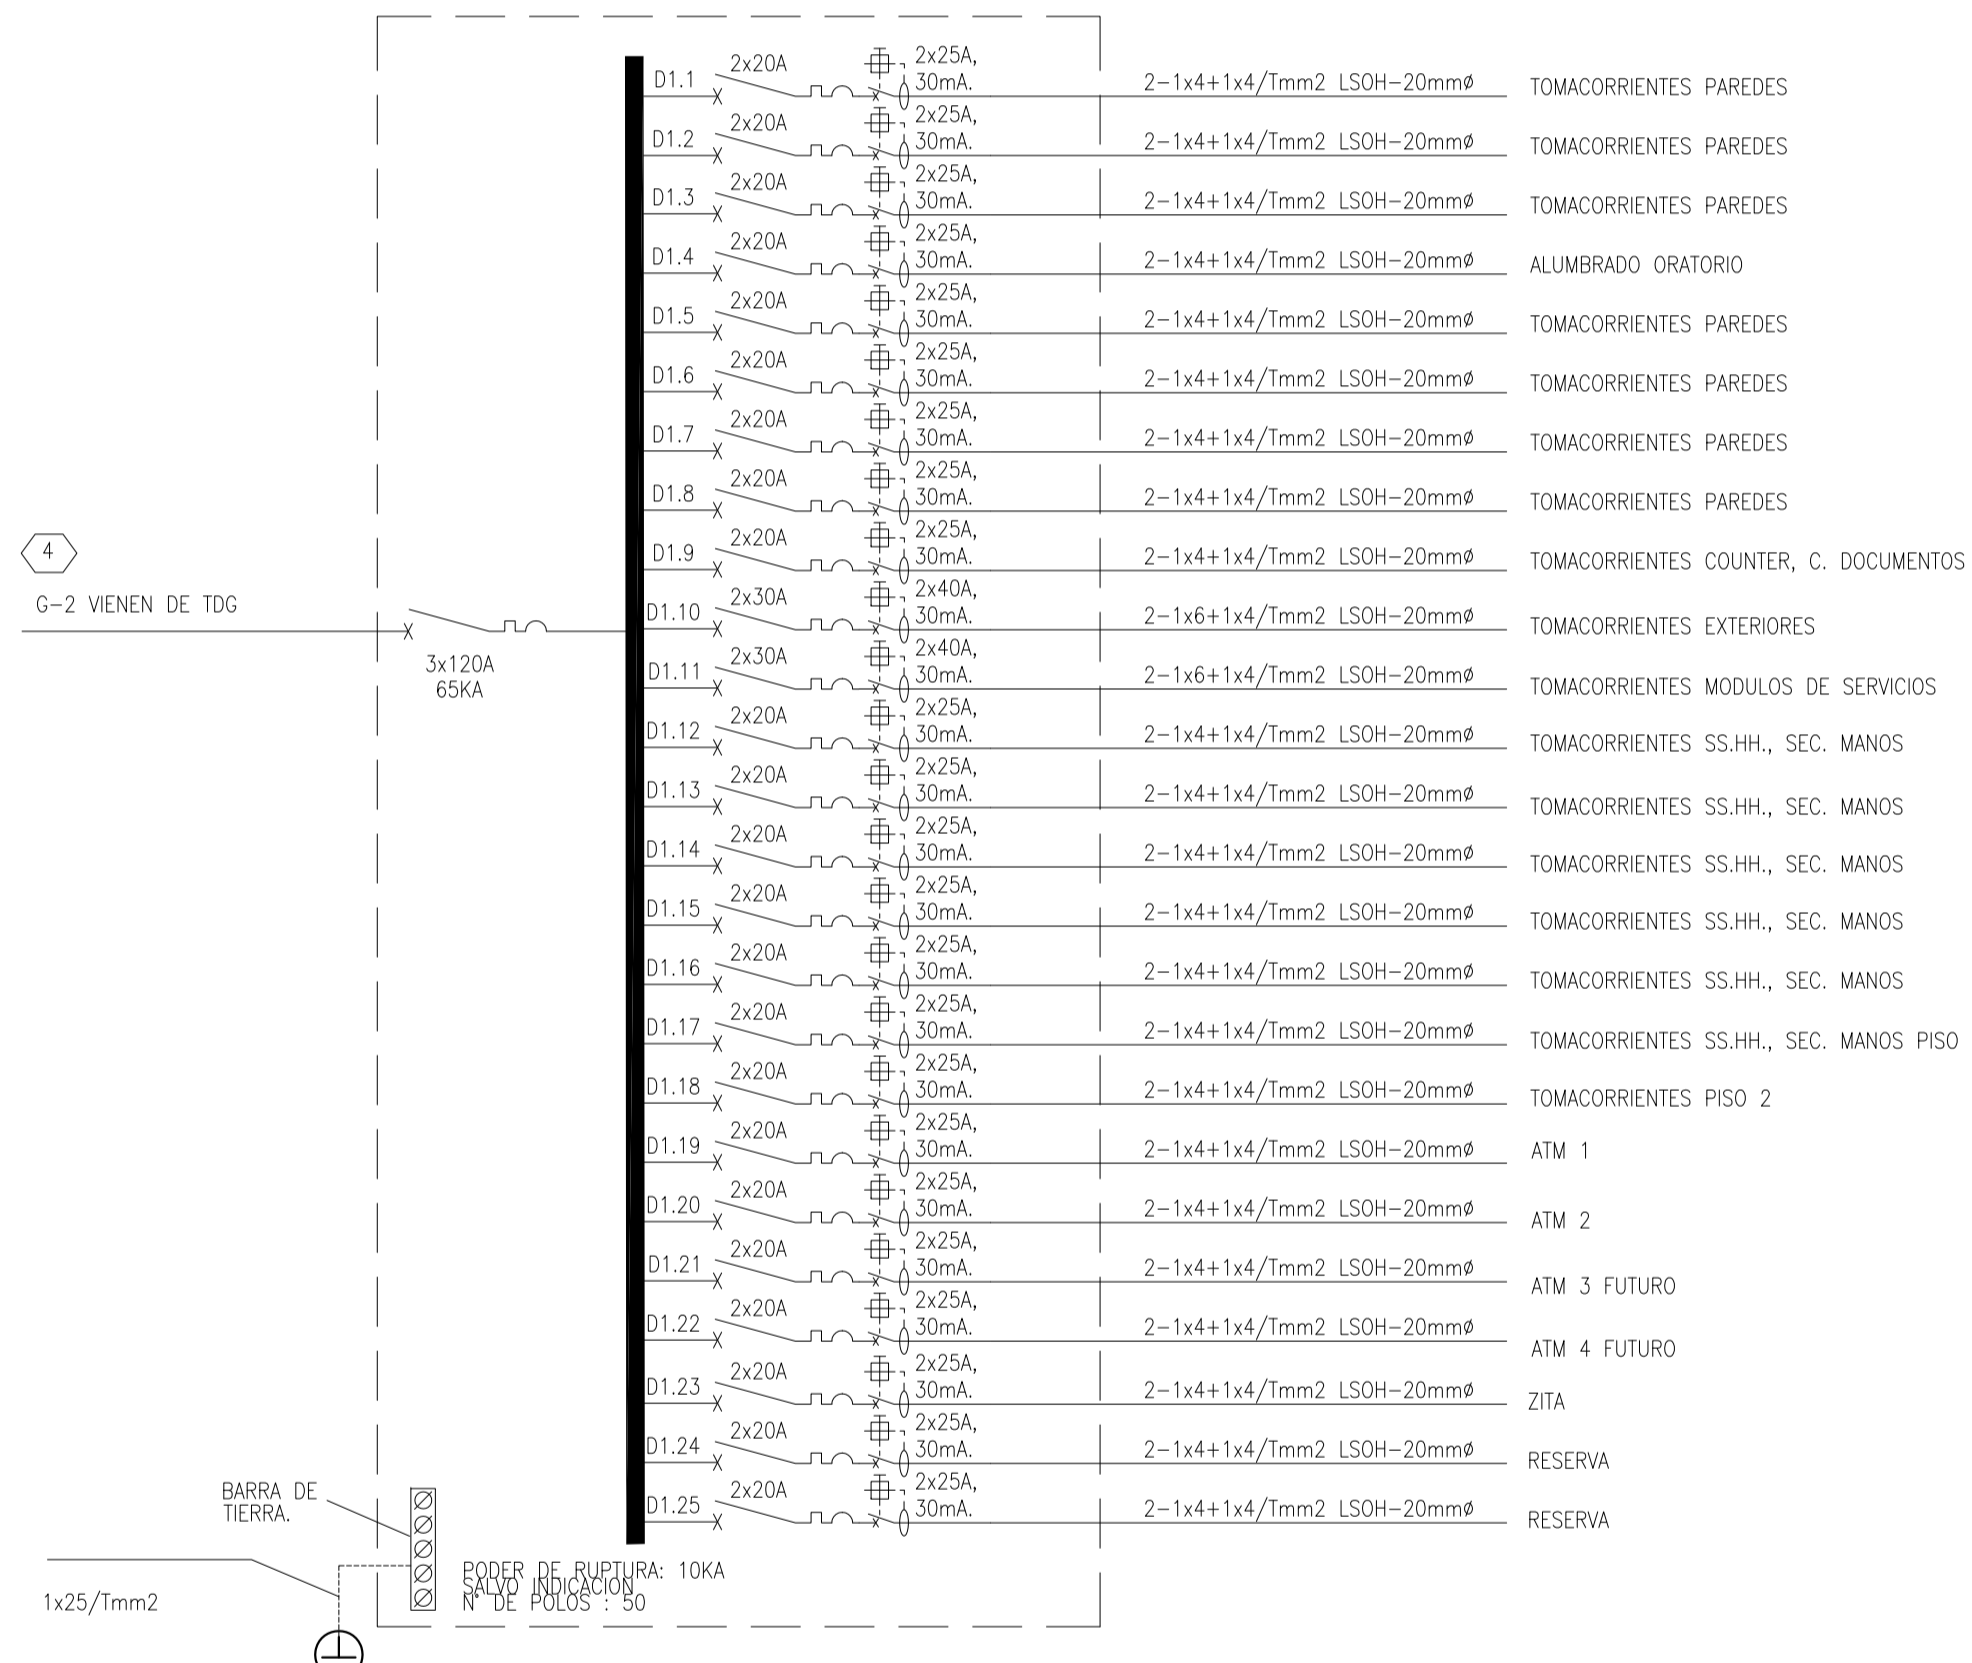 D1.1 2x20A 2x25A,
30mA. 2-1x4+1x4/Tmm2 LSOH-20mmø TOMACORRIENTES PAREDES
D1.2 2x20A 2x25A,
30mA. 2-1x4+1x4/Tmm2 LSOH-20mmø TOMACORRIENTES PAREDES
D1.3 2x20A 2x25A,
30mA. 2-1x4+1x4/Tmm2 LSOH-20mmø TOMACORRIENTES PAREDES
D1.4 2x20A 2x25A,
30mA. 2-1x4+1x4/Tmm2 LSOH-20mmø ALUMBRADO ORATORIO
D1.5 2x20A 2x25A,
30mA. 2-1x4+1x4/Tmm2 LSOH-20mmø TOMACORRIENTES PAREDES
D1.6 2x20A 2x25A,
30mA. 2-1x4+1x4/Tmm2 LSOH-20mmø TOMACORRIENTES PAREDES
D1.7 2x20A 2x25A,
30mA. 2-1x4+1x4/Tmm2 LSOH-20mmø TOMACORRIENTES PAREDES
D1.8 2x20A 2x25A,
30mA. 2-1x4+1x4/Tmm2 LSOH-20mmø TOMACORRIENTES PAREDES
D1.9 2x20A 2x25A,
30mA. 2-1x4+1x4/Tmm2 LSOH-20mmø TOMACORRIENTES COUNTER, C. DOCUMENTOS
4
G-2 VIENEN DE TDG
3x120A
65KA
D1.10 2x30A 2x40A,
30mA. 2-1x6+1x4/Tmm2 LSOH-20mmø TOMACORRIENTES EXTERIORES
D1.11 2x30A 2x40A,
30mA. 2-1x6+1x4/Tmm2 LSOH-20mmø TOMACORRIENTES MODULOS DE SERVICIOS
D1.12 2x20A 2x25A,
30mA. 2-1x4+1x4/Tmm2 LSOH-20mmø TOMACORRIENTES SS.HH., SEC. MANOS
D1.13 2x20A 2x25A,
30mA. 2-1x4+1x4/Tmm2 LSOH-20mmø TOMACORRIENTES SS.HH., SEC. MANOS
D1.14 2x20A 2x25A,
30mA. 2-1x4+1x4/Tmm2 LSOH-20mmø TOMACORRIENTES SS.HH., SEC. MANOS
D1.15 2x20A 2x25A,
30mA. 2-1x4+1x4/Tmm2 LSOH-20mmø TOMACORRIENTES SS.HH., SEC. MANOS
D1.16 2x20A 2x25A,
30mA. 2-1x4+1x4/Tmm2 LSOH-20mmø TOMACORRIENTES SS.HH., SEC. MANOS
D1.17 2x20A 2x25A,
30mA. 2-1x4+1x4/Tmm2 LSOH-20mmø TOMACORRIENTES SS.HH., SEC. MANOS PISO
D1.18 2x20A 2x25A,
30mA. 2-1x4+1x4/Tmm2 LSOH-20mmø TOMACORRIENTES PISO 2
D1.19 2x20A 2x25A,
30mA. 2-1x4+1x4/Tmm2 LSOH-20mmø ATM 1
D1.20 2x20A 2x25A,
30mA. 2-1x4+1x4/Tmm2 LSOH-20mmø ATM 2
D1.21 2x20A 2x25A,
30mA. 2-1x4+1x4/Tmm2 LSOH-20mmø ATM 3 FUTURO
D1.22 2x20A 2x25A,
30mA. 2-1x4+1x4/Tmm2 LSOH-20mmø ATM 4 FUTURO
D1.23 2x20A 2x25A,
30mA. 2-1x4+1x4/Tmm2 LSOH-20mmø ZITA
D1.24 2x20A 2x25A,
30mA. 2-1x4+1x4/Tmm2 LSOH-20mmø RESERVA
D1.25 2x20A 2x25A,
30mA. 2-1x4+1x4/Tmm2 LSOH-20mmø RESERVA
BARRA DE
TIERRA.
1x25/Tmm2
PODER DE RUPTURA: 10KA
SALVO INDICACION
N° DE POLOS : 50